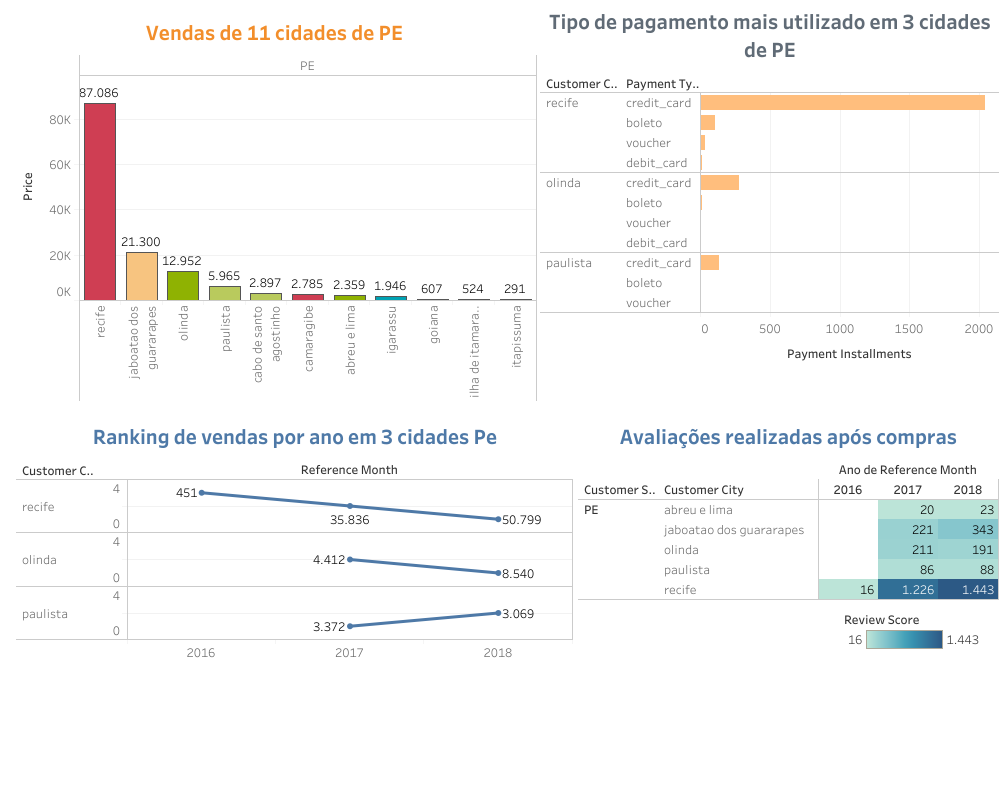 Vendas de 11 cidades de PE
PE
Price
80K
60K
40K
20K
0K
87.086
21.300
12.952
5.965
2.897
2.785
2.359
1.946
607
524
291
recife
jaboatao dos
guararapes
olinda
paulista
cabo de santo
agostinho
camaragibe
abreu e lima
igarassu
goiana
ilha de itamara..
itapissuma
Tipo de pagamento mais utilizado em 3 cidades
de PE
Customer C.. Payment Ty..
recife credit_card
boleto
voucher
debit_card
olinda credit_card
boleto
voucher
debit_card
paulista credit_card
boleto
voucher
0 500 1000 1500 2000
Payment Installments
Ranking de vendas por ano em 3 cidades Pe
Customer C.. Reference Month
recife 4 0 451 35.836 50.799
olinda 4 0 4.412 8.540
paulista 4 0 3.372 3.069
2016 2017 2018
Avaliações realizadas após compras
Ano de Reference Month
Customer S.. Customer City 2016 2017 2018
PE abreu e lima 20 23
jaboatao dos guararapes 221 343
olinda 211 191
paulista 86 88
recife 16 1.226 1.443
Review Score
16 1.443